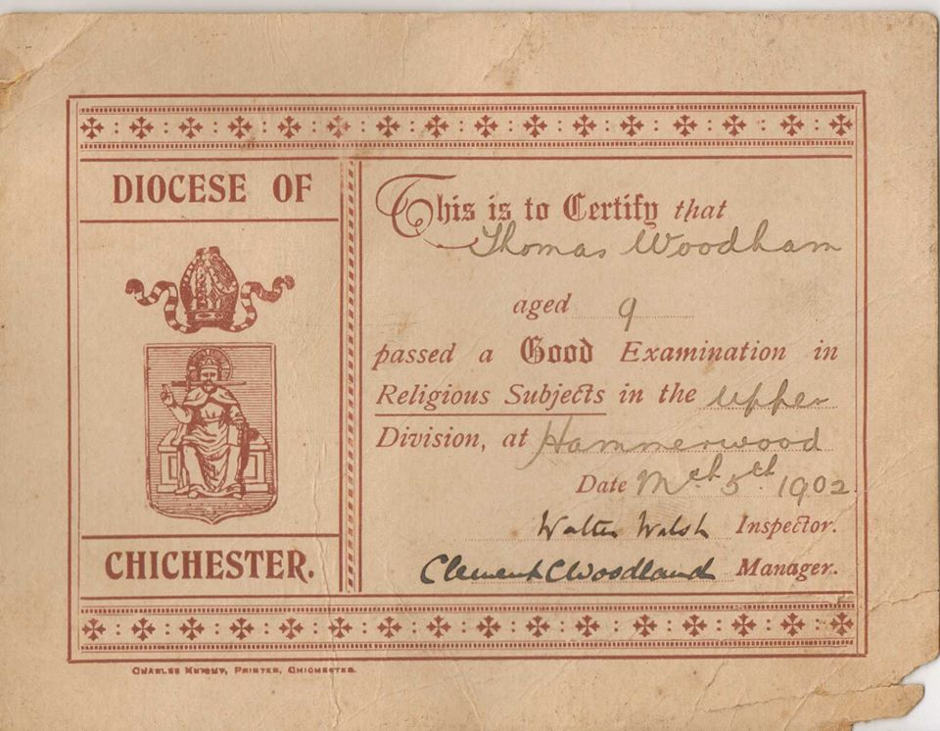 DIOCESE OF
CHICHESTER.
This is to Certify that
Thomas Woodham
aged 9
passed a Good Examination in
Religious Subjects in the upper
Division, at Hammerwood
Date Mch 5th. 1902.
Walter Walsh Inspector.
Clement C Woodland Manager.
CHARLES KNIGHT, PRINTER, CHICHESTER.